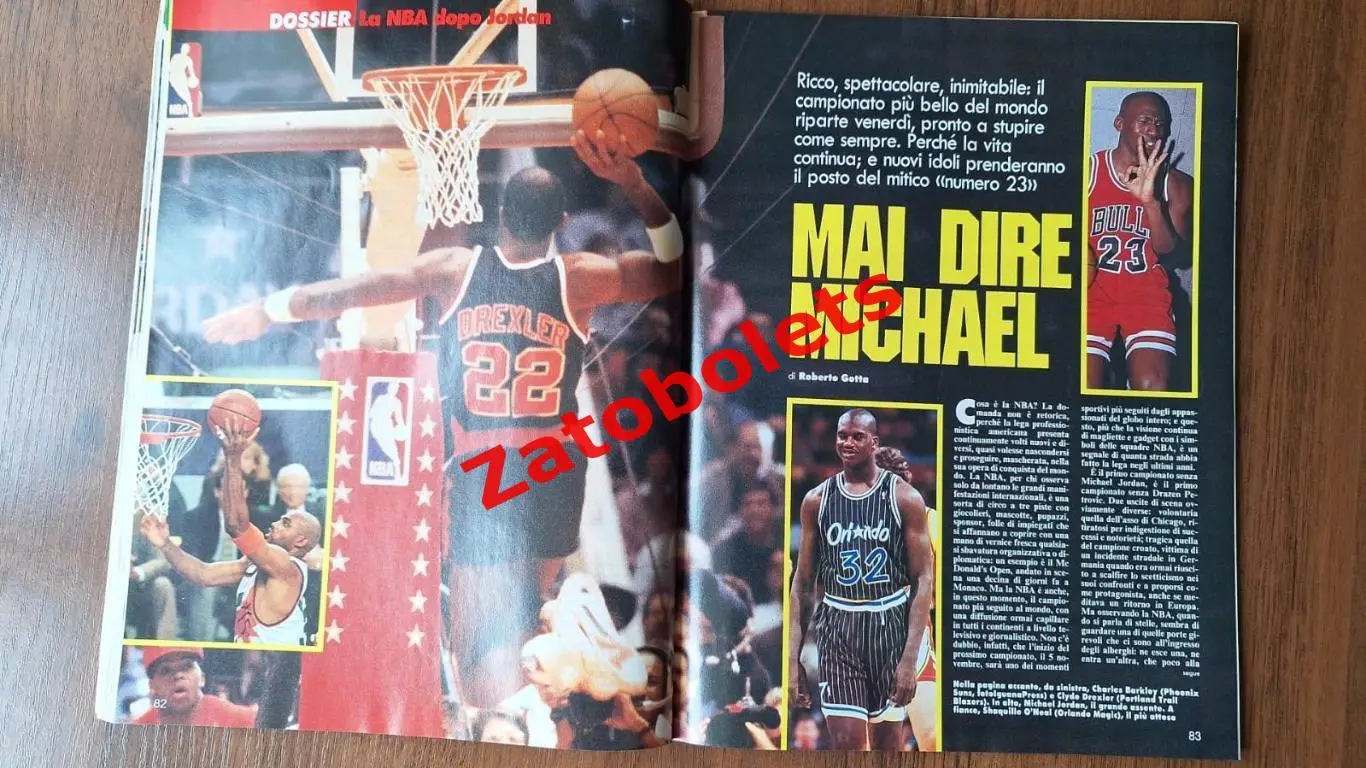 DOSSIER La NBA dopo Jordan
NBA
DREXLER
22
NBA
82
Ricco, spettacolare, inimitabile: il
campionato più bello del mondo
riparte venerdì, pronto a stupire
come sempre. Perché la vita
continua; e nuovi idoli prenderanno
il posto del mitico «numero 23»
MAI DIRE
MICHAEL
di Roberto Gotta
BULL
23
Orlando
32
Cosa è la NBA? La do-
manda non è retorica,
perché la lega professio-
nistica americana presenta
continuamente volti nuovi e di-
versi, quasi volesse nascondersi
e proseguire, mascherata, nella
sua opera di conquista del mon-
do. La NBA, per chi osserva
solo da lontano le grandi mani-
festazioni internazionali, è una
sorta di circo a tre piste con
giocolieri, mascotte, pupazzi,
sponsor, folle di impiegati che
si affannano a coprire con una
mano di vernice fresca qualsia-
si sbavatura organizzativa o di-
plomatica: un esempio è il Mc
Donald's Open, andato in sce-
na una decina di giorni fa a
Monaco. Ma la NBA è anche,
in questo momento, il campio-
nato più seguito al mondo, con
una diffusione ormai capillare
in tutti i continenti a livello te-
levisivo e giornalistico. Non c'è
dubbio, infatti, che l'inizio del
prossimo campionato, il 5 no-
vembre, sarà uno dei momenti
sportivi più seguiti dagli appas-
sionati del globo intero; e que-
sto, più che la visione continua
di magliette e gadget con i sim-
boli delle squadre NBA, è un
segnale di quanta strada abbia
fatto la lega negli ultimi anni.
È il primo campionato senza
Michael Jordan, è il primo
campionato senza Drazen Pe-
trovic. Due uscite di scena ov-
viamente diverse: volontaria
quella dell'asso di Chicago, ri-
tiratosi per indigestione di suc-
cessi e notorietà; tragica quella
del campione croato, vittima di
un incidente stradale in Ger-
mania quando era ormai riusci-
to a scalfire lo scetticismo nei
suoi confronti e a proporsi co-
me protagonista, anche se me-
ditava un ritorno in Europa.
Ma osservando la NBA, quan-
do si parla di stelle, sembra di
guardare una di quelle porte gi-
revoli che ci sono all'ingresso
degli alberghi: ne esce una, ne
entra un'altra, che poco alla
segue
Nella pagina accanto, da sinistra, Charles Barkley (Phoenix
Suns, fotoIguanaPress) e Clyde Drexler (Portland Trail
Blazers). In alto, Michael Jordan, il grande assente. A
fianco, Shaquille O'Neal (Orlando Magic), il più atteso
83
Zatobolets